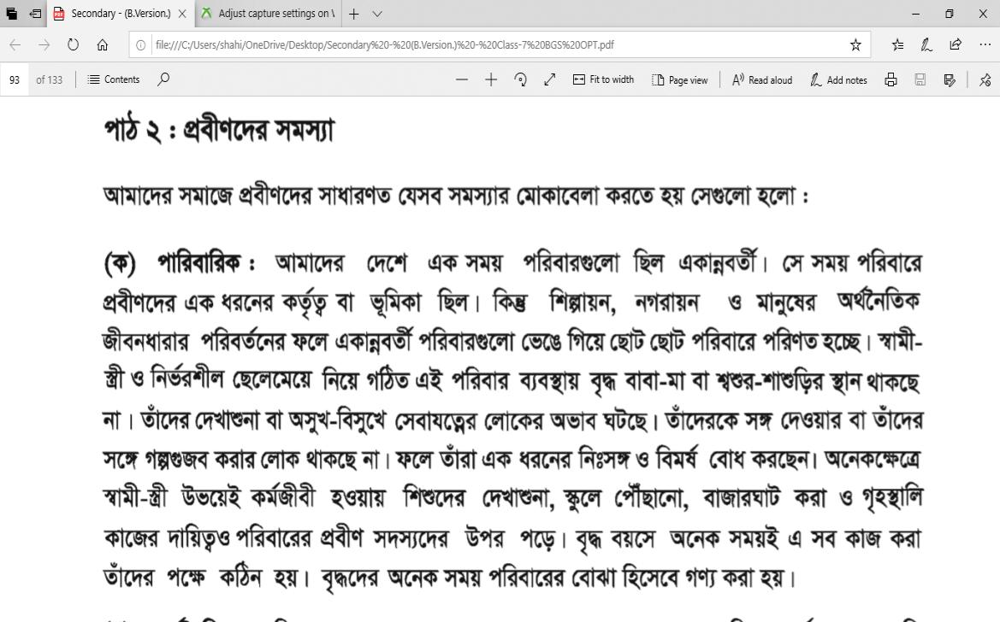 Secondary - (B.Version.)
Adjust capture settings on
file:///C:/Users/shahi/OneDrive/Desktop/Secondary%20-%20(B.Version.)%20-%20Class-7%20BGS%20OPT.pdf
93 of 133 Contents Fit to width Page view Read aloud Add notes
পাঠ ২ : প্রবীণদের সমস্যা
আমাদের সমাজে প্রবীণদের সাধারণত যেসব সমস্যার মোকাবেলা করতে হয় সেগুলো হলো :
(ক) পারিবারিক : আমাদের দেশে এক সময় পরিবারগুলো ছিল একান্নবর্তী। সে সময় পরিবারে
প্রবীণদের এক ধরনের কর্তৃত্ব বা ভূমিকা ছিল। কিন্তু শিল্পায়ন, নগরায়ন ও মানুষের অর্থনৈতিক
জীবনধারার পরিবর্তনের ফলে একান্নবর্তী পরিবারগুলো ভেঙে গিয়ে ছোট ছোট পরিবারে পরিণত হচ্ছে। স্বামী-
স্ত্রী ও নির্ভরশীল ছেলেমেয়ে নিয়ে গঠিত এই পরিবার ব্যবস্থায় বৃদ্ধ বাবা-মা বা শ্বশুর-শাশুড়ির স্থান থাকছে
না। তাঁদের দেখাশুনা বা অসুখ-বিসুখে সেবাযত্নের লোকের অভাব ঘটছে। তাঁদেরকে সঙ্গ দেওয়ার বা তাঁদের
সঙ্গে গল্পগুজব করার লোক থাকছে না। ফলে তাঁরা এক ধরনের নিঃসঙ্গ ও বিমর্ষ বোধ করছেন। অনেকক্ষেত্রে
স্বামী-স্ত্রী উভয়েই কর্মজীবী হওয়ায় শিশুদের দেখাশুনা, স্কুলে পৌঁছানো, বাজারঘাট করা ও গৃহস্থালি
কাজের দায়িত্বও পরিবারের প্রবীণ সদস্যদের উপর পড়ে। বৃদ্ধ বয়সে অনেক সময়ই এ সব কাজ করা
তাঁদের পক্ষে কঠিন হয়। বৃদ্ধদের অনেক সময় পরিবারের বোঝা হিসেবে গণ্য করা হয়।